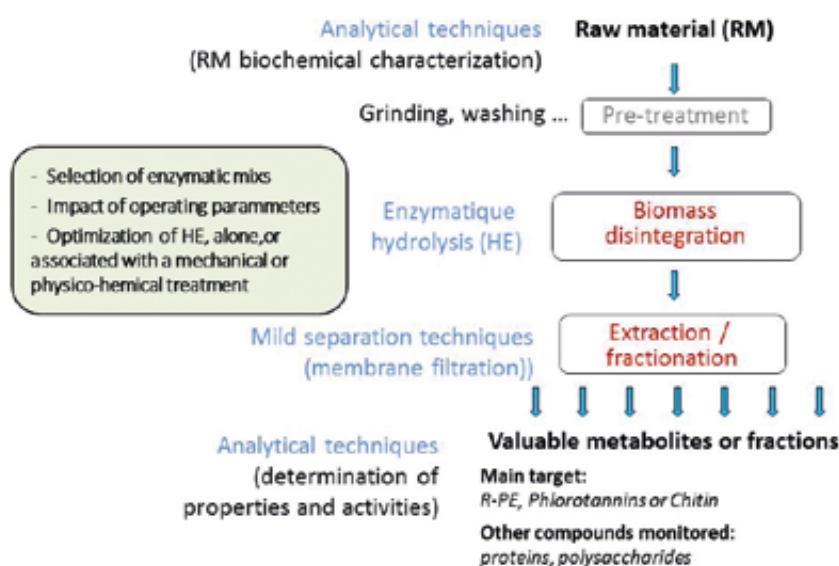 Analytical techniques
(RM biochemical characterization)
Raw material (RM)
Grinding, washing ...
Pre-treatment
- Selection of enzymatic mixs
- Impact of operating parammeters
- Optimization of HE, alone,or
associated with a mechanical or
physico-hemical treatment
Enzymatique
hydrolysis (HE)
Biomass
disintegration
Mild separation techniques
(membrane filtration))
Extraction /
fractionation
Analytical techniques
(determination of
properties and activities)
Valuable metabolites or fractions
Main target:
R-PE, Phlorotannins or Chitin
Other compounds monitored:
proteins, polysaccharides